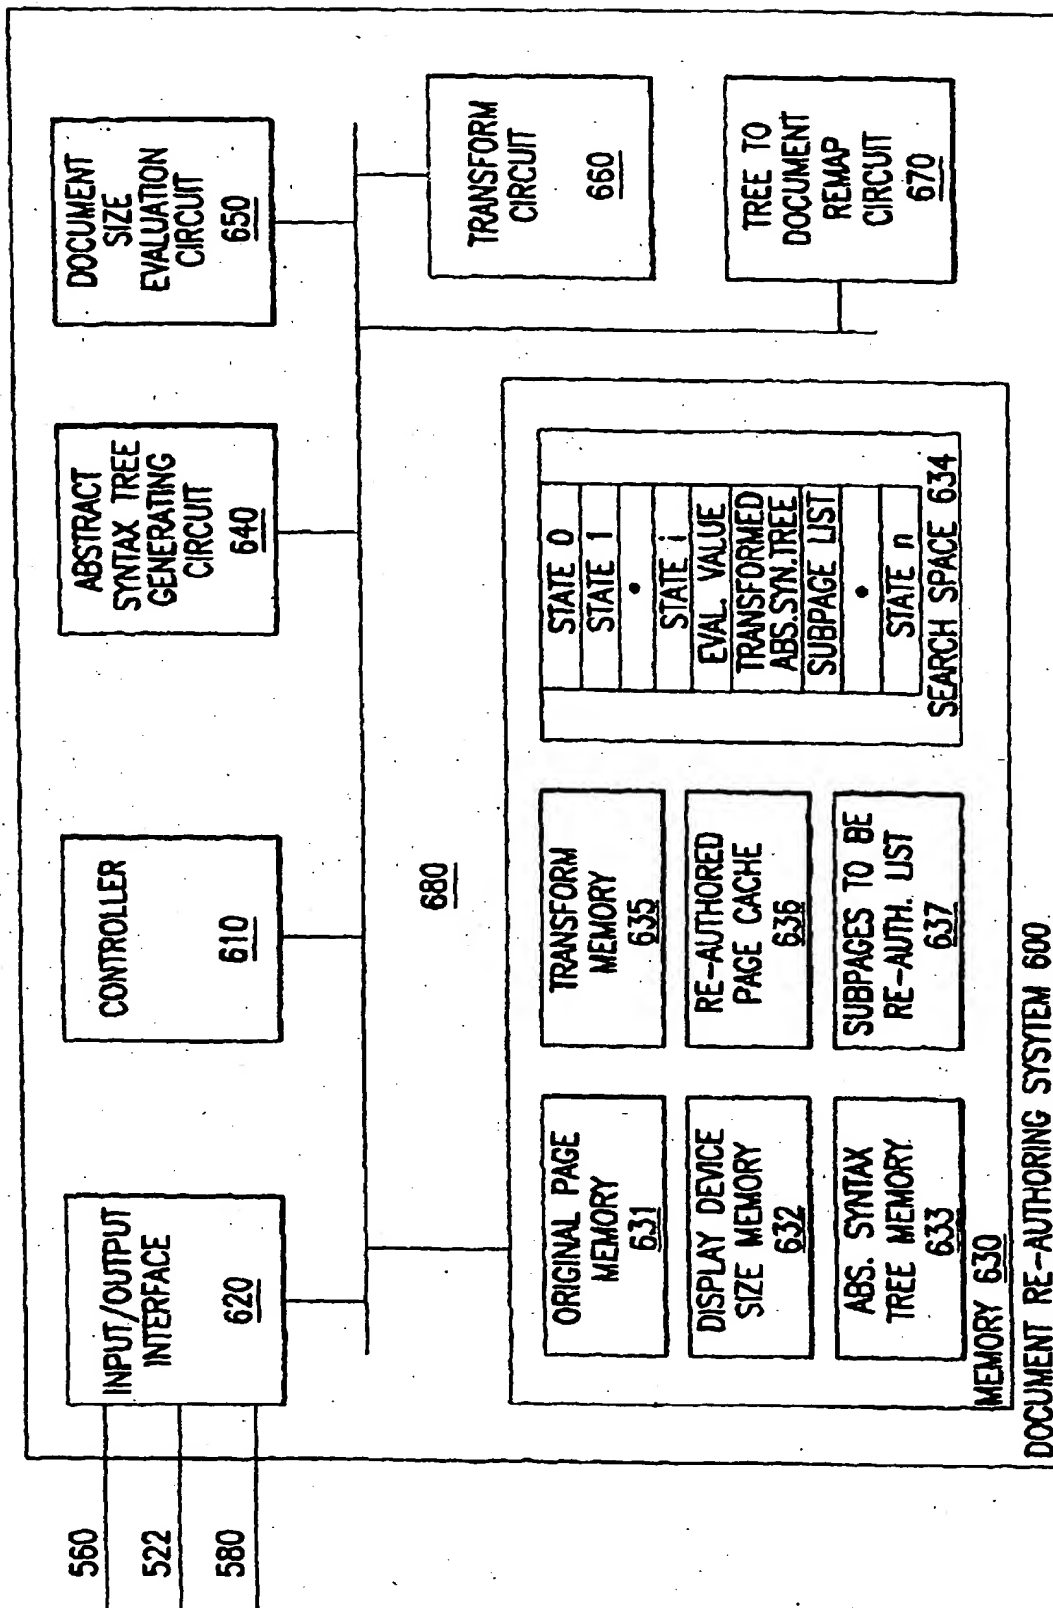 560
522
580
INPUT/OUTPUT
INTERFACE
620
CONTROLLER
610
ABSTRACT
SYNTAX TREE
GENERATING
CIRCUIT
640
DOCUMENT
SIZE
EVALUATION
CIRCUIT
650
680
TRANSFORM
CIRCUIT
660
TREE TO
DOCUMENT
REMAP
CIRCUIT
670
ORIGINAL PAGE
MEMORY
631
DISPLAY DEVICE
SIZE MEMORY
632
ABS. SYNTAX
TREE MEMORY
633
TRANSFORM
MEMORY
635
RE-AUTHORED
PAGE CACHE
636
SUBPAGES TO BE
RE-AUTH. LIST
637
STATE 0
STATE 1
•
STATE i
EVAL. VALUE
TRANSFORMED
ABS.SYN.TREE
SUBPAGE LIST
•
STATE n
SEARCH SPACE 634
MEMORY 630
DOCUMENT RE-AUTHORING SYSYTEM 600